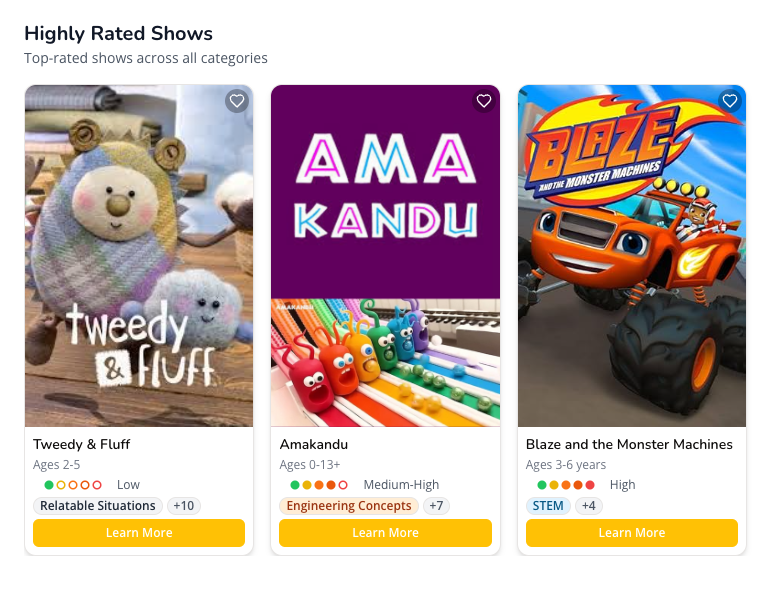 Highly Rated Shows
Top-rated shows across all categories
tweedy
& fluff
Tweedy & Fluff
Ages 2-5
Low
Relatable Situations +10
Learn More
AMA
KANDU
AMAKANDU
Amakandu
Ages 0-13+
Medium-High
Engineering Concepts +7
Learn More
BLAZE
AND THE MONSTER MACHINES
Blaze and the Monster Machines
Ages 3-6 years
High
STEM +4
Learn More